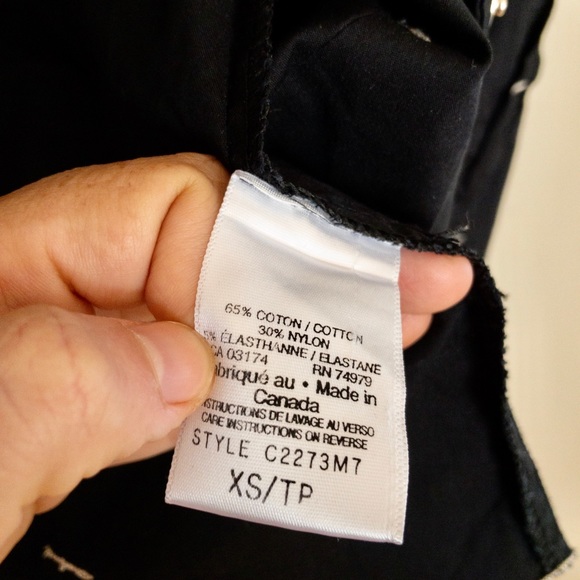 65% COTON / COTTON
30% NYLON
5% ÉLASTHANNE / ELASTANE
CA 03174 RN 74979
Fabriqué au • Made in
Canada
INSTRUCTIONS DE LAVAGE AU VERSO
CARE INSTRUCTIONS ON REVERSE
STYLE C2273M7
XS/TP